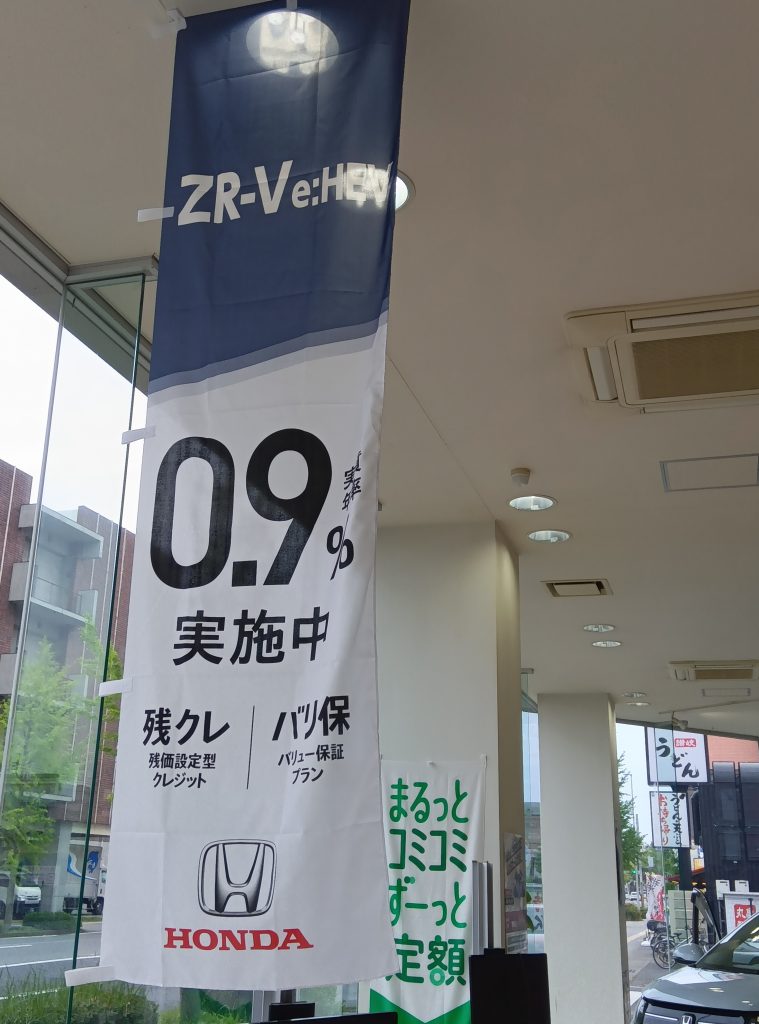 ZR-V e:HEV
0.9%
実質年率
実施中
残クレ
残価設定型
クレジット
バリ保
バリュー保証
プラン
HONDA
まるっと
コミコミ
ずーっと
定額
讃岐
うどん